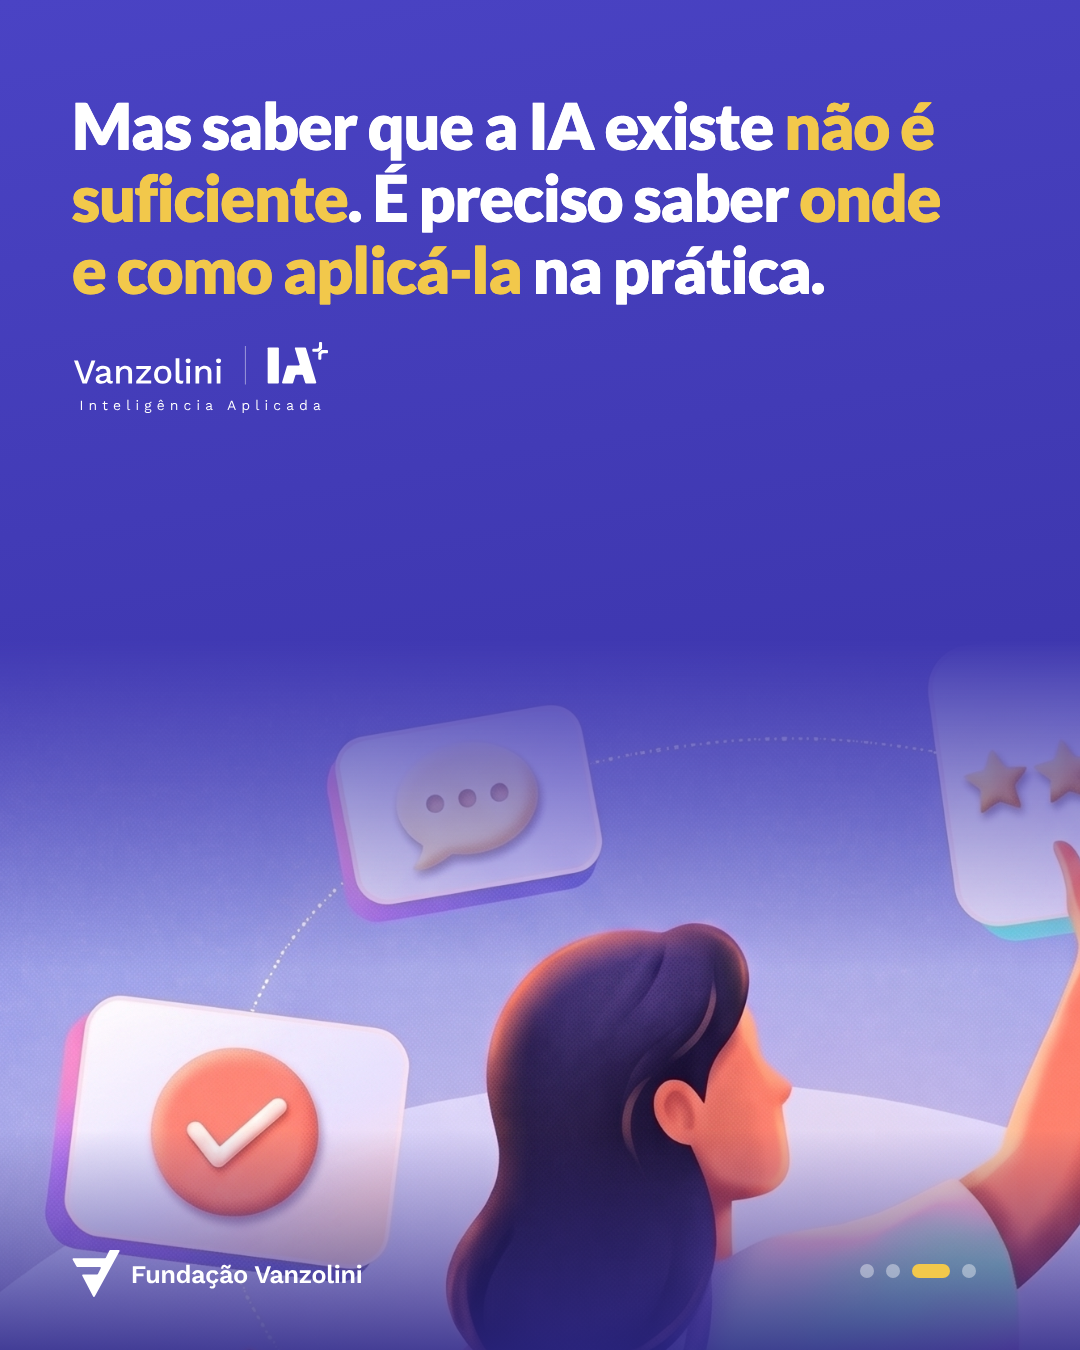 Mas saber que a IA existe não é
suficiente. É preciso saber onde
e como aplicá-la na prática.
Vanzolini | IA+
Inteligência Aplicada
Fundação Vanzolini